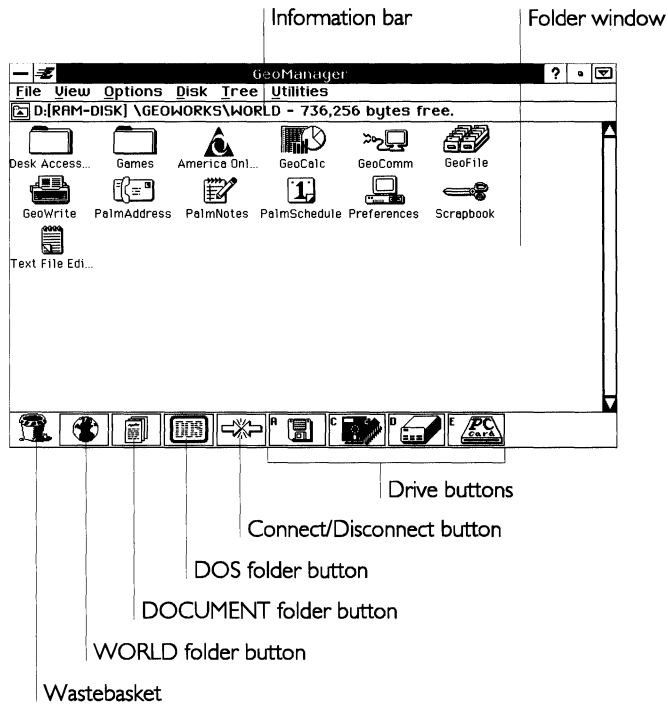 Information bar
Folder window
GeoManager
?
File View Options Disk Tree Utilities
D:[RAM-DISK] \GEOWORKS\WORLD - 736,256 bytes free.
Desk Access... Games America Onl... GeoCalc GeoComm GeoFile
GeoWrite PalmAddress PalmNotes PalmSchedule Preferences Scrapbook
Text File Edi...
DOS A C D E PC Card
Drive buttons
Connect/Disconnect button
DOS folder button
DOCUMENT folder button
WORLD folder button
Wastebasket